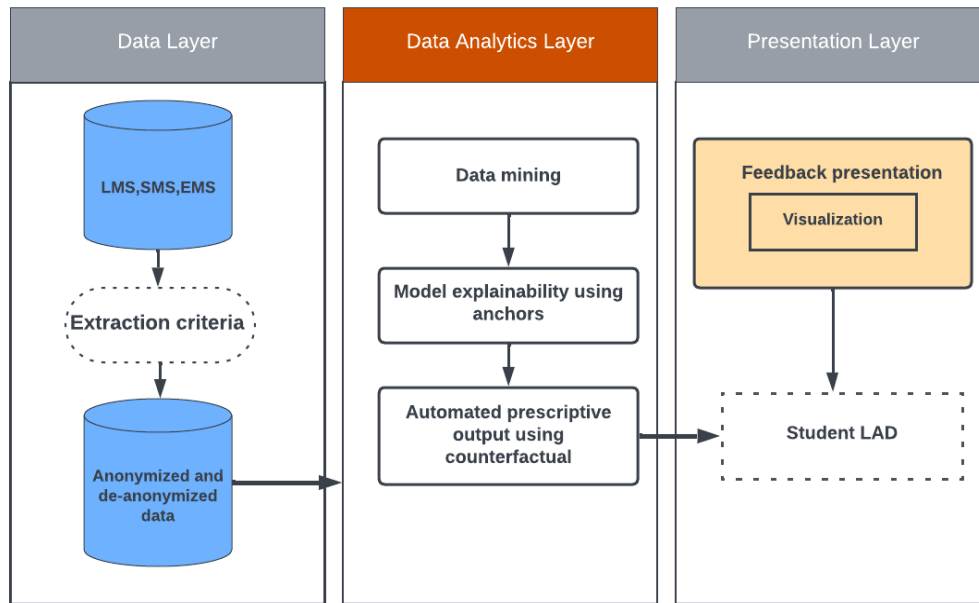 Data Layer
Data Analytics Layer
Presentation Layer
LMS,SMS,EMS
Extraction criteria
Anonymized and
de-anonymized
data
Data mining
Model explainability using
anchors
Automated prescriptive
output using
counterfactual
Feedback presentation
Visualization
Student LAD